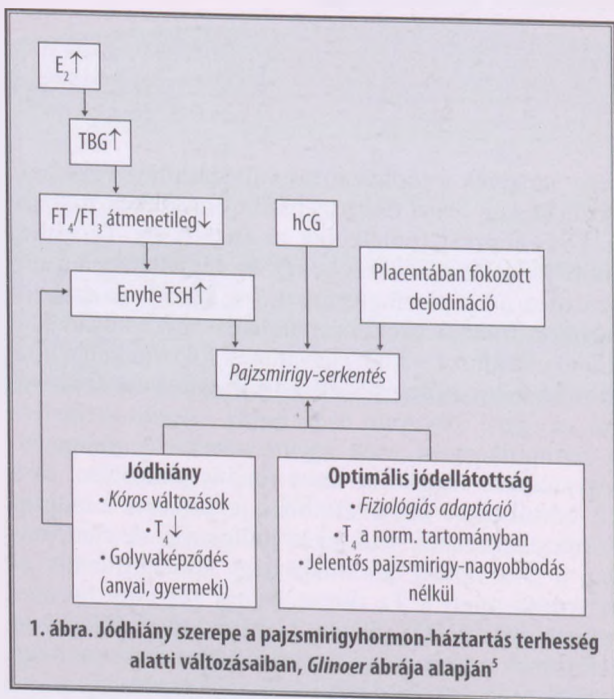 E₂↑
TBG↑
FT₄/FT₃ átmenetileg↓
hCG
Enyhe TSH↑
Placentában fokozott
dejodináció
Pajzsmirigy-serkentés
Jódhiány
• Kóros változások
• T₄↓
• Golyvaképződés
(anyai, gyermeki)
Optimális jódellátottság
• Fiziológiás adaptáció
• T₄ a norm. tartományban
• Jelentős pajzsmirigy-nagyobbodás
nélkül
1. ábra. Jódhiány szerepe a pajzsmirigyhormon-háztartás terhesség
alatti változásaiban, Glinoer ábrája alapján⁵